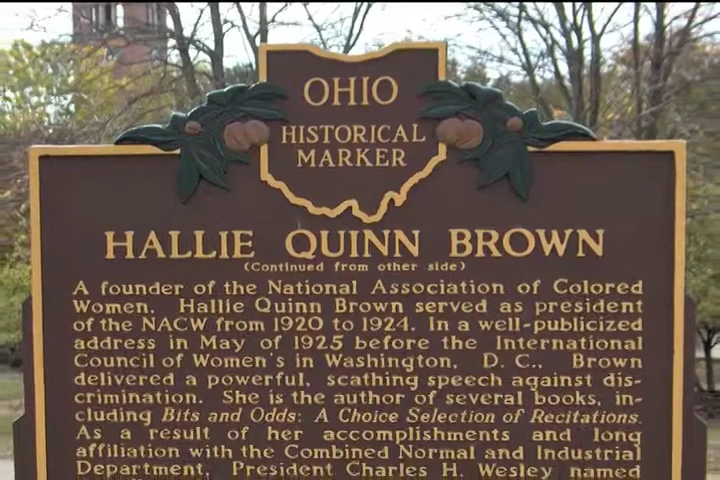 OHIO
HISTORICAL
MARKER
HALLIE QUINN BROWN
(Continued from other side)
A founder of the National Association of Colored
Women, Hallie Quinn Brown served as president
of the NACW from 1920 to 1924. In a well-publicized
address in May of 1925 before the International
Council of Women's in Washington, D. C., Brown
delivered a powerful, scathing speech against dis-
crimination. She is the author of several books, in-
cluding Bits and Odds: A Choice Selection of Recitations.
As a result of her accomplishments and long
affiliation with the Combined Normal and Industrial
Department, President Charles H. Wesley named